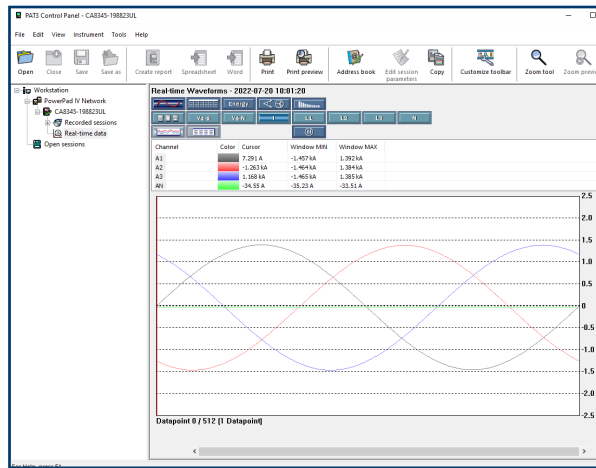 PAT3 Control Panel - CA8345-198823UL
File Edit View Instrument Tools Help
Open Close Save Save as Create report Spreadsheet Word Print Print preview Address book Edit session parameters Copy Customize toolbar Zoom tool Zoom previ
Workstation
PowerPad IV Network
CA8345-198823UL
Recorded sessions
Real-time data
Open sessions
Real-time Waveforms - 2022-07-20 10:01:20
Energy
L1 L2 L3 N
Channel Color Cursor Window MIN Window MAX
A1 7.291 A -1.457 kA 1.392 kA
A2 -1.263 kA -1.464 kA 1.384 kA
A3 1.168 kA -1.465 kA 1.385 kA
AN -34.55 A -35.23 A -33.51 A
2.5
2.0
1.5
1.0
0.5
0
-0.5
-1.0
-1.5
-2.0
-2.5
Datapoint 0 / 512 (1 Datapoint)